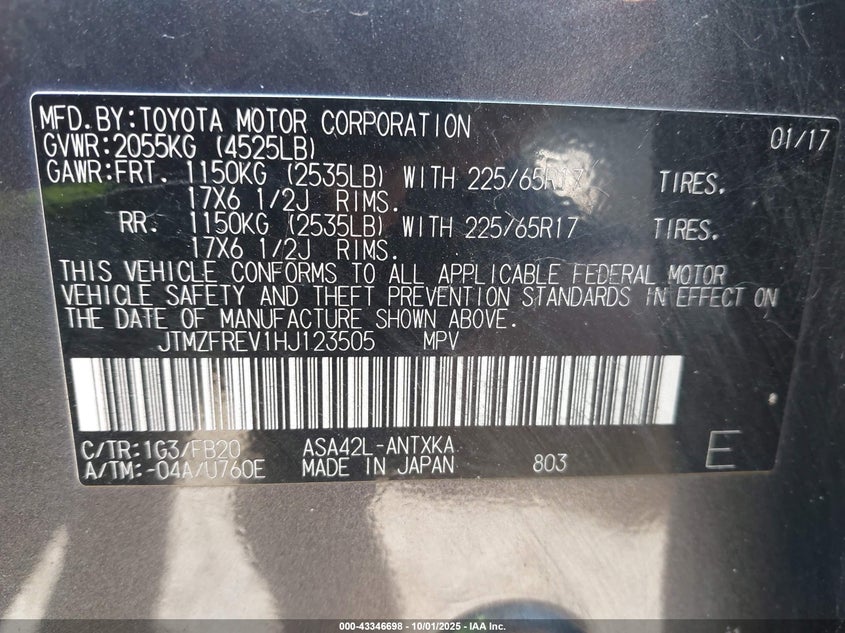 MFD.BY:TOYOTA MOTOR CORPORATION 01/17
GVWR:2055KG (4525LB)
GAWR:FRT. 1150KG (2535LB) WITH 225/65R17 TIRES.
17X6 1/2J RIMS.
RR. 1150KG (2535LB) WITH 225/65R17 TIRES.
17X6 1/2J RIMS.
THIS VEHICLE CONFORMS TO ALL APPLICABLE FEDERAL MOTOR
VEHICLE SAFETY AND THEFT PREVENTION STANDARDS IN EFFECT ON
THE DATE OF MANUFACTURE SHOWN ABOVE.
JTMZFREV1HJ123505 MPV
C/TR:1G3/FB20 ASA42L-ANTXKA
A/TM:-04A/U760E MADE IN JAPAN 803 E
000-43346698 - 10/01/2025 - IAA Inc.